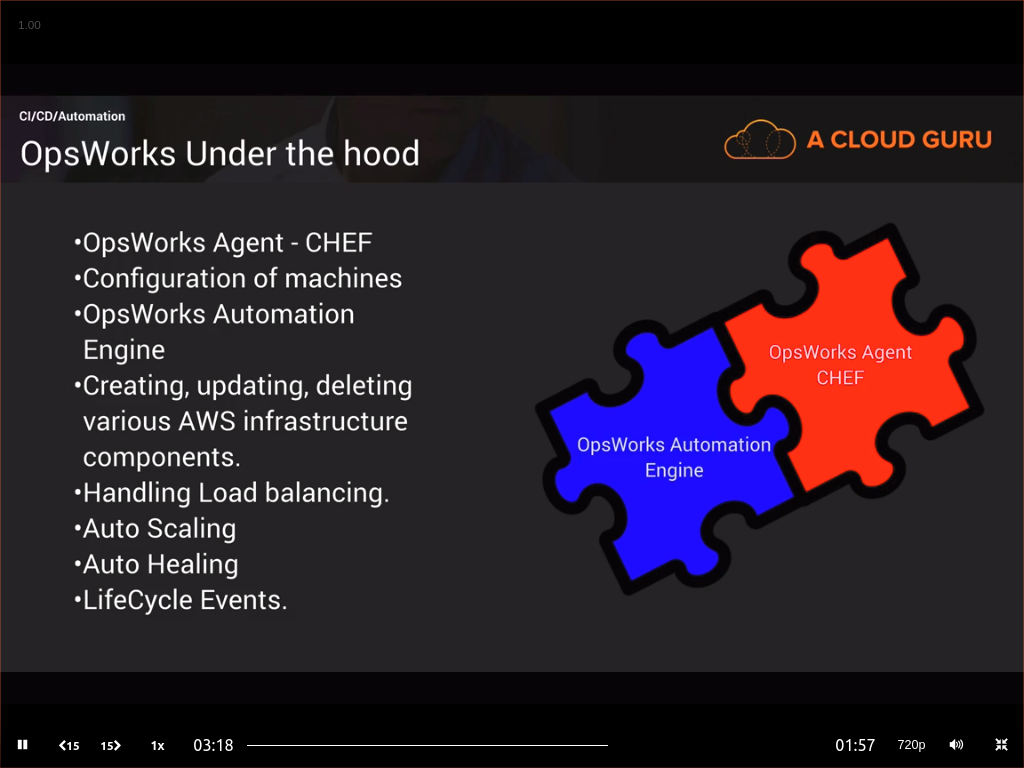 1.00
CI/CD/Automation
OpsWorks Under the hood
A CLOUD GURU
•OpsWorks Agent - CHEF
•Configuration of machines
•OpsWorks Automation
Engine
•Creating, updating, deleting
various AWS infrastructure
components.
•Handling Load balancing.
•Auto Scaling
•Auto Healing
•LifeCycle Events.
OpsWorks Agent
CHEF
OpsWorks Automation
Engine
15 15 1x 03:18 01:57 720p